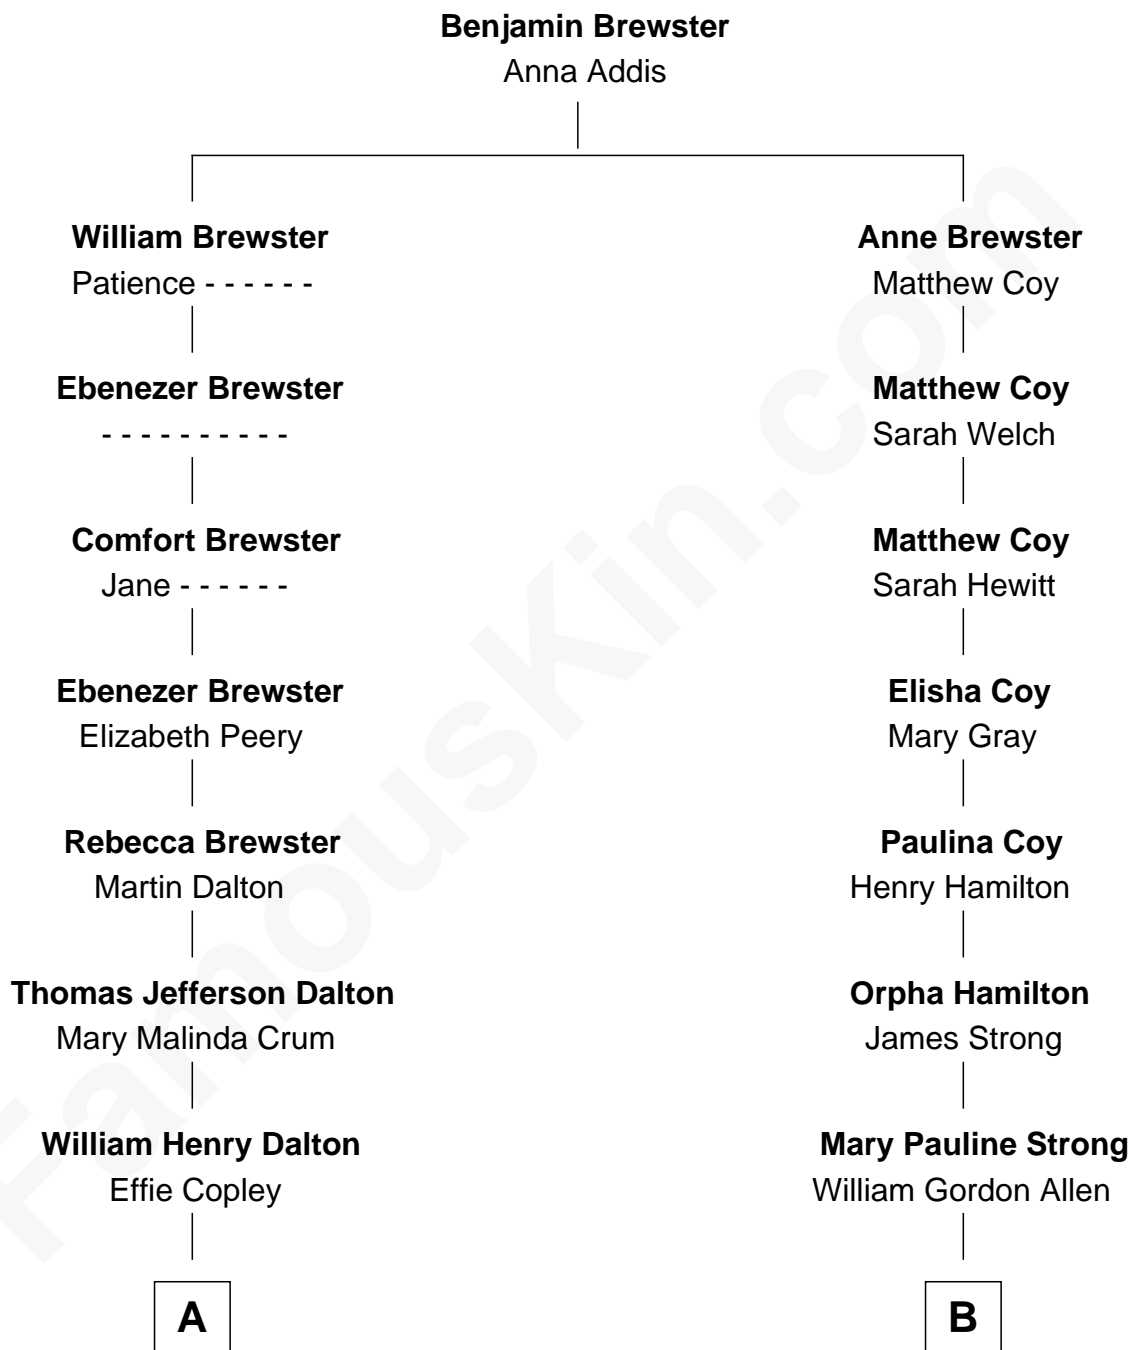 Benjamin Brewster
Anna Addis
William Brewster
Patience - - - - - -
Anne Brewster
Matthew Coy
Ebenezer Brewster
- - - - - - - - - -
Matthew Coy
Sarah Welch
Comfort Brewster
Jane - - - - - -
Matthew Coy
Sarah Hewitt
Ebenezer Brewster
Elizabeth Peery
Elisha Coy
Mary Gray
Rebecca Brewster
Martin Dalton
Paulina Coy
Henry Hamilton
Thomas Jefferson Dalton
Mary Malinda Crum
Orpha Hamilton
James Strong
William Henry Dalton
Effie Copley
Mary Pauline Strong
William Gordon Allen
A
B
FamousKin.com